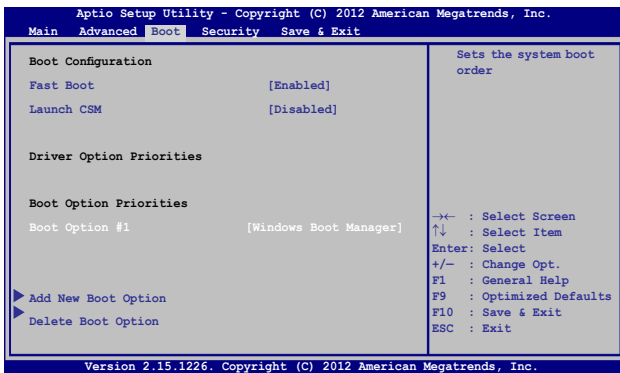 Aptio Setup Utility - Copyright (C) 2012 American Megatrends, Inc.
Main Advanced Boot Security Save & Exit
Boot Configuration
Fast Boot [Enabled]
Launch CSM [Disabled]
Driver Option Priorities
Boot Option Priorities
Boot Option #1 [Windows Boot Manager]
Add New Boot Option
Delete Boot Option
Sets the system boot
order
→← : Select Screen
↑↓ : Select Item
Enter: Select
+/— : Change Opt.
F1 : General Help
F9 : Optimized Defaults
F10 : Save & Exit
ESC : Exit
Version 2.15.1226. Copyright (C) 2012 American Megatrends, Inc.